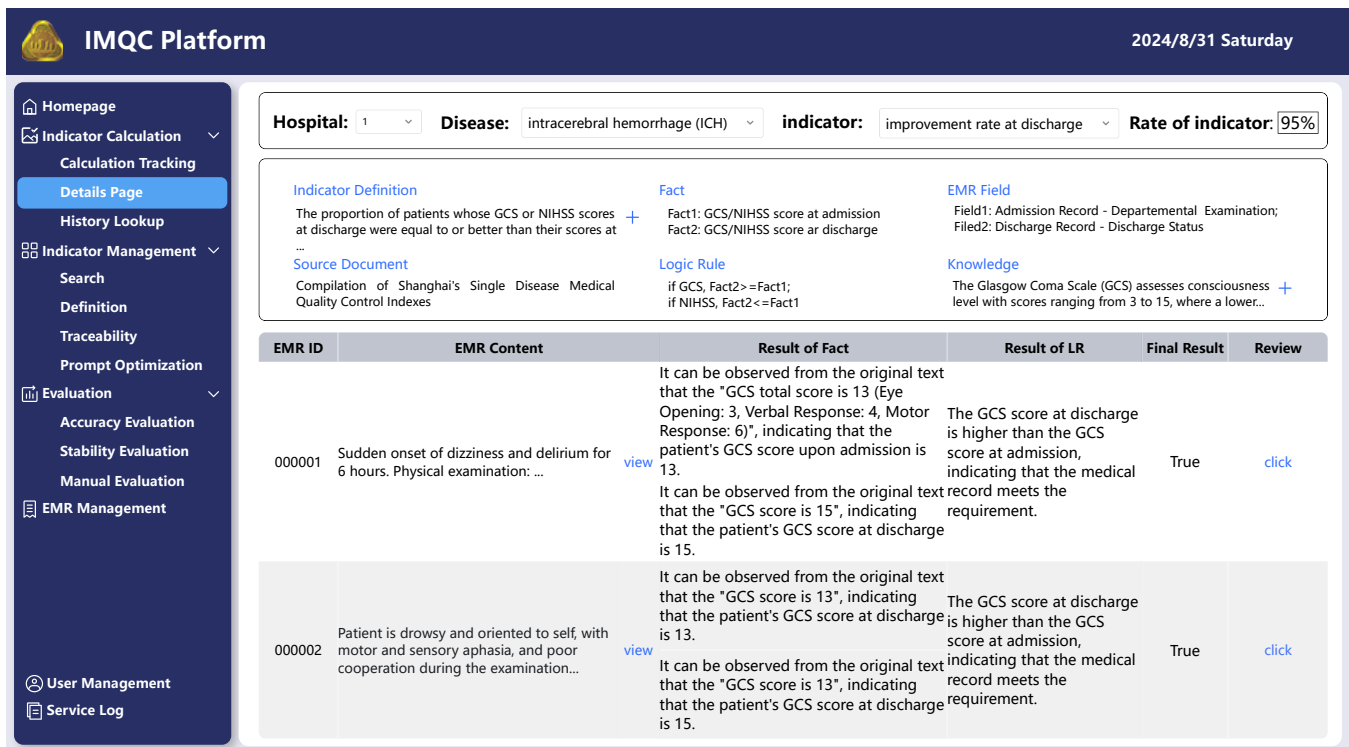 IMQC Platform
2024/8/31 Saturday
Homepage
Indicator Calculation
Calculation Tracking
Details Page
History Lookup
Indicator Management
Search
Definition
Traceability
Prompt Optimization
Evaluation
Accuracy Evaluation
Stability Evaluation
Manual Evaluation
EMR Management
User Management
Service Log
Hospital: 1 Disease: intracerebral hemorrhage (ICH) indicator: improvement rate at discharge Rate of indicator: 95%
Indicator Definition
The proportion of patients whose GCS or NIHSS scores
at discharge were equal to or better than their scores at
...
Fact
Fact1: GCS/NIHSS score at admission
Fact2: GCS/NIHSS score ar discharge
EMR Field
Field1: Admission Record - Departemental Examination;
Filed2: Discharge Record - Discharge Status
Source Document
Compilation of Shanghai's Single Disease Medical
Quality Control Indexes
Logic Rule
if GCS, Fact2>=Fact1;
if NIHSS, Fact2<=Fact1
Knowledge
The Glasgow Coma Scale (GCS) assesses consciousness
level with scores ranging from 3 to 15, where a lower...
EMR ID EMR Content Result of Fact Result of LR Final Result Review
000001
Sudden onset of dizziness and delirium for
6 hours. Physical examination: ...
view
It can be observed from the original text
that the "GCS total score is 13 (Eye
Opening: 3, Verbal Response: 4, Motor
Response: 6)", indicating that the
patient's GCS score upon admission is
13.
It can be observed from the original text
that the "GCS score is 15", indicating
that the patient's GCS score at discharge
is 15.
The GCS score at discharge
is higher than the GCS
score at admission,
indicating that the medical
record meets the
requirement.
True
click
000002
Patient is drowsy and oriented to self, with
motor and sensory aphasia, and poor
cooperation during the examination...
view
It can be observed from the original text
that the "GCS score is 13", indicating
that the patient's GCS score at discharge
is 13.
It can be observed from the original text
that the "GCS score is 13", indicating
that the patient's GCS score at discharge
is 15.
The GCS score at discharge
is higher than the GCS
score at admission,
indicating that the medical
record meets the
requirement.
True
click